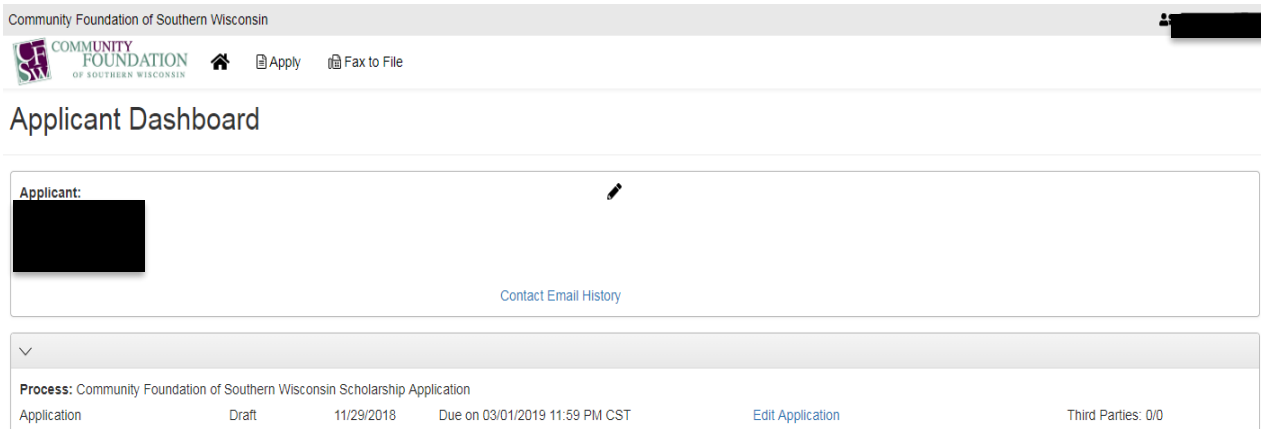 Community Foundation of Southern Wisconsin
CFSW COMMUNITY
FOUNDATION
OF SOUTHERN WISCONSIN
Apply Fax to File
Applicant Dashboard
Applicant:
Contact Email History
Process: Community Foundation of Southern Wisconsin Scholarship Application
Application Draft 11/29/2018 Due on 03/01/2019 11:59 PM CST Edit Application Third Parties: 0/0